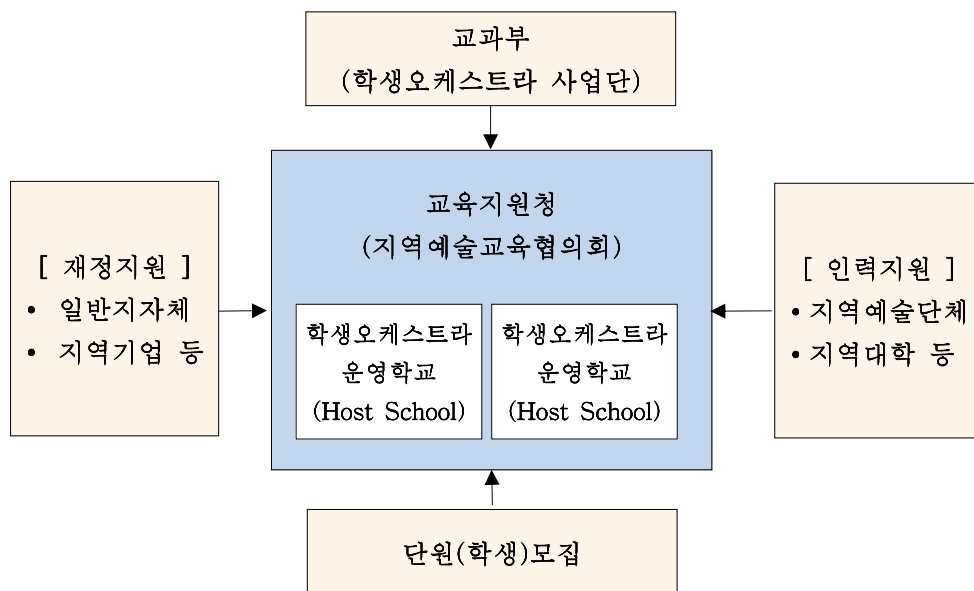 교과부
(학생오케스트라 사업단)
교육지원청
(지역예술교육협의회)
[ 재정지원 ]
• 일반지자체
• 지역기업 등
[ 인력지원 ]
• 지역예술단체
• 지역대학 등
학생오케스트라
운영학교
(Host School)
학생오케스트라
운영학교
(Host School)
단원(학생)모집